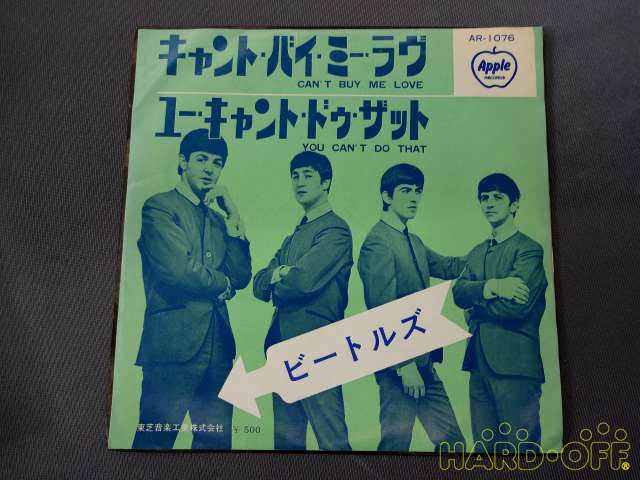 キャント・バイ・ミー・ラヴ
CAN'T BUY ME LOVE
AR-1076
Apple
RECORDS
ユー・キャント・ドゥ・ザット
YOU CAN'T DO THAT
ビートルズ
東芝音楽工業株式会社 ¥500
HARD-OFF